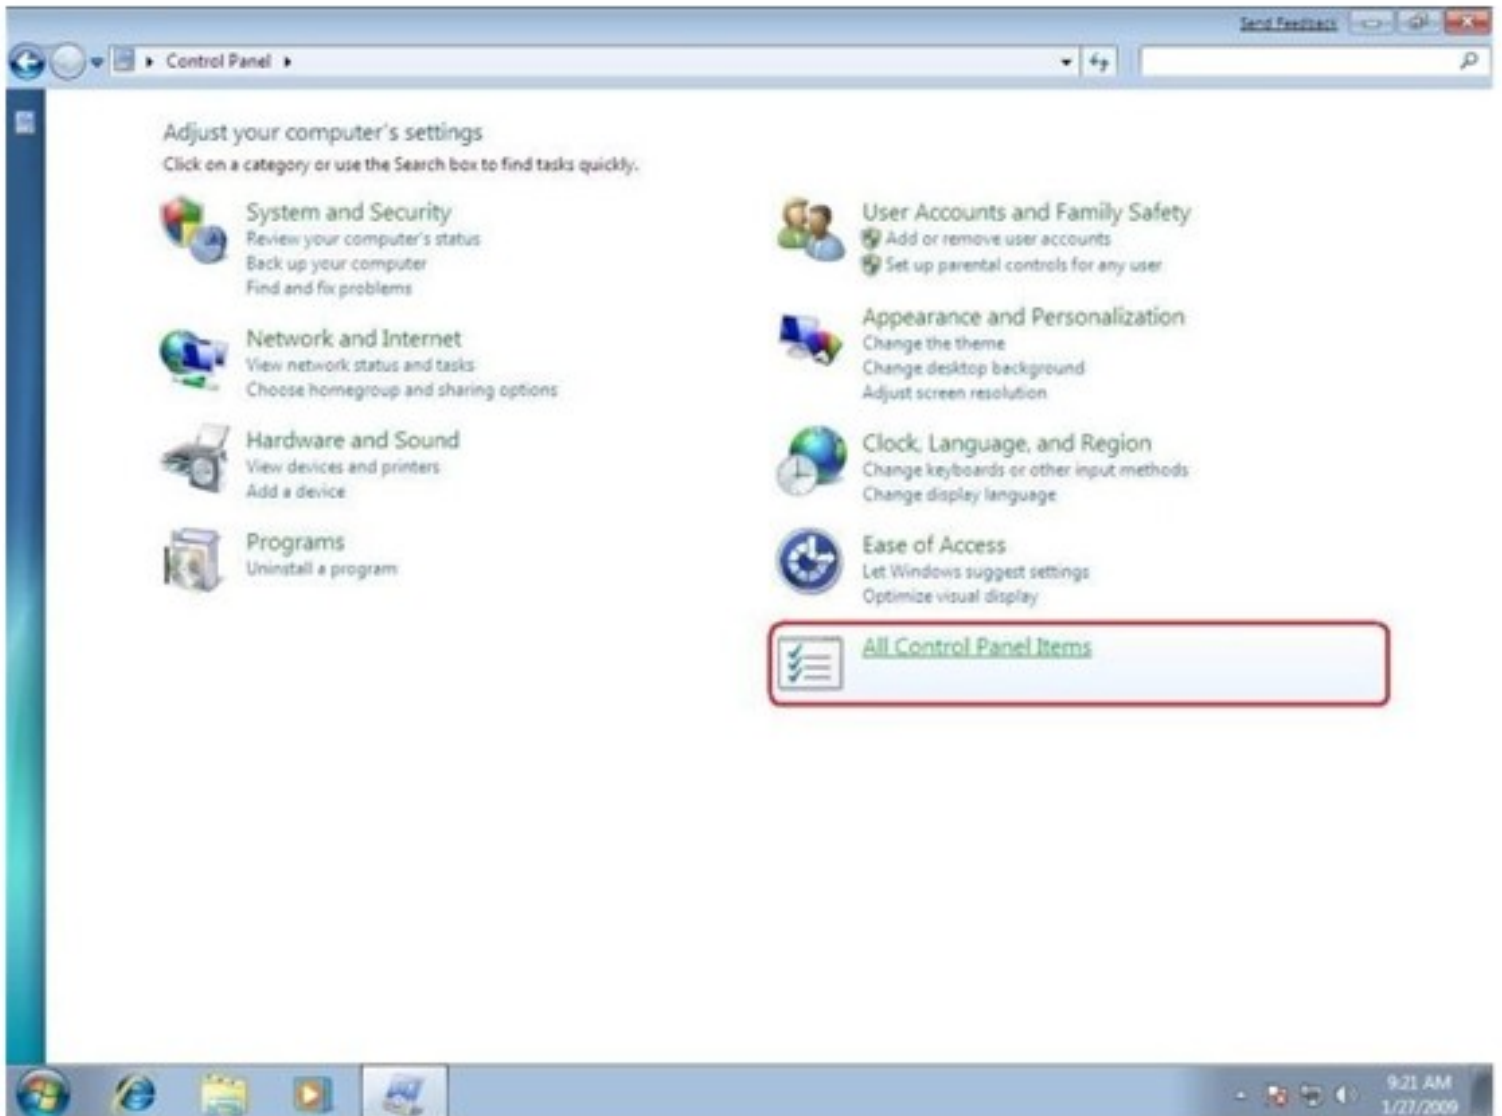 Send Feedback
Control Panel
Adjust your computer's settings
Click on a category or use the Search box to find tasks quickly.
System and Security
Review your computer's status
Back up your computer
Find and fix problems
Network and Internet
View network status and tasks
Choose homegroup and sharing options
Hardware and Sound
View devices and printers
Add a device
Programs
Uninstall a program
User Accounts and Family Safety
Add or remove user accounts
Set up parental controls for any user
Appearance and Personalization
Change the theme
Change desktop background
Adjust screen resolution
Clock, Language, and Region
Change keyboards or other input methods
Change display language
Ease of Access
Let Windows suggest settings
Optimize visual display
All Control Panel Items
9:21 AM
1/27/2009